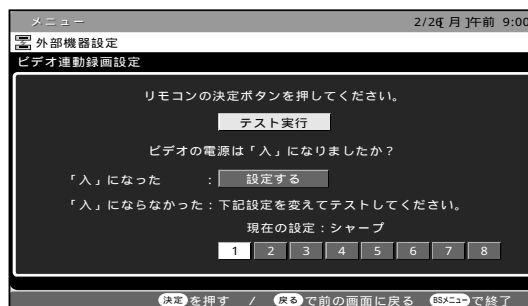 メニュー 2/26[月]午前 9:00
外部機器設定
ビデオ連動録画設定
リモコンの決定ボタンを押してください。
テスト実行
ビデオの電源は「入」になりましたか?
「入」になった : 設定する
「入」にならなかった:下記設定を変えてテストしてください。
現在の設定:シャープ
1 2 3 4 5 6 7 8
決定を押す / 戻るで前の画面に戻る BSメニューで終了